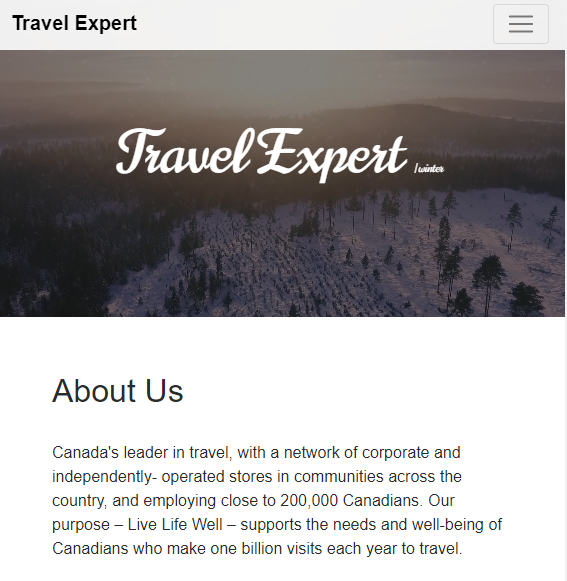 Travel Expert
Travel Expert /winter
About Us
Canada's leader in travel, with a network of corporate and
independently- operated stores in communities across the
country, and employing close to 200,000 Canadians. Our
purpose – Live Life Well – supports the needs and well-being of
Canadians who make one billion visits each year to travel.